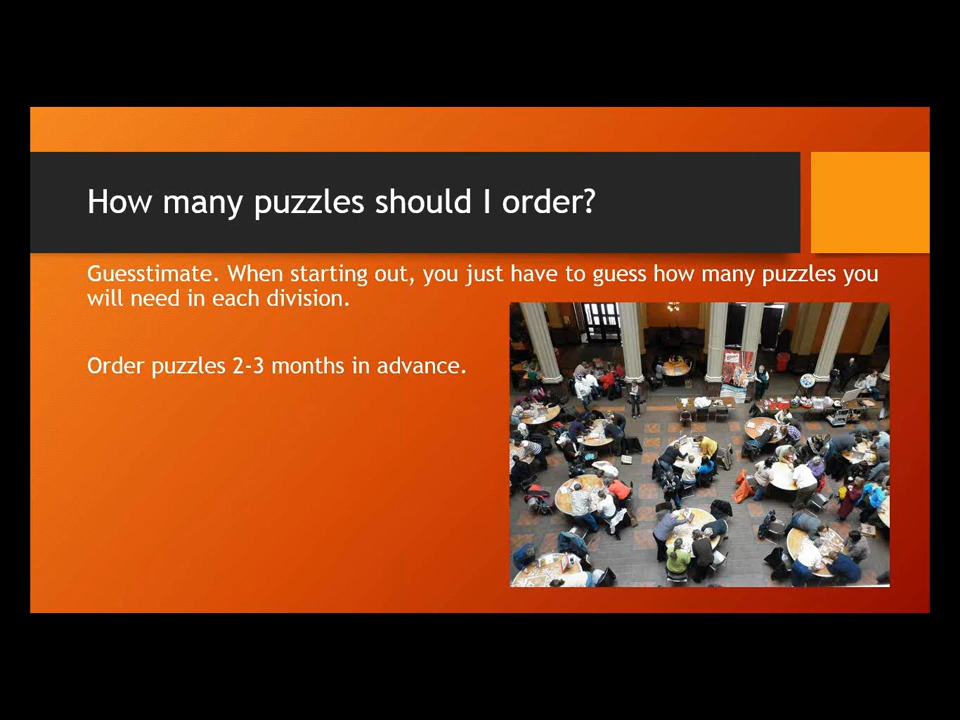 How many puzzles should I order?
Guesstimate. When starting out, you just have to guess how many puzzles you
will need in each division.
Order puzzles 2-3 months in advance.